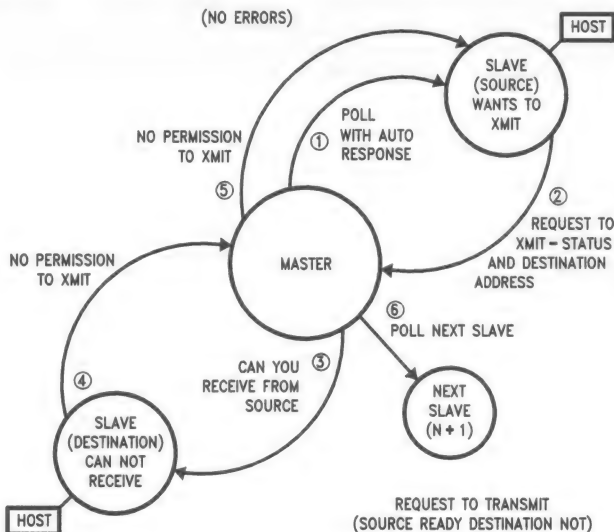 (NO ERRORS)
HOST
SLAVE
(SOURCE)
WANTS TO
XMIT
POLL
WITH AUTO
RESPONSE
①
NO PERMISSION
TO XMIT
⑤
②
REQUEST TO
XMIT-STATUS
AND DESTINATION
ADDRESS
MASTER
NO PERMISSION
TO XMIT
⑥
POLL NEXT SLAVE
CAN YOU
RECEIVE FROM
SOURCE
③
④
NEXT
SLAVE
(N+1)
SLAVE
(DESTINATION)
CAN NOT
RECEIVE
HOST
REQUEST TO TRANSMIT
(SOURCE READY DESTINATION NOT)